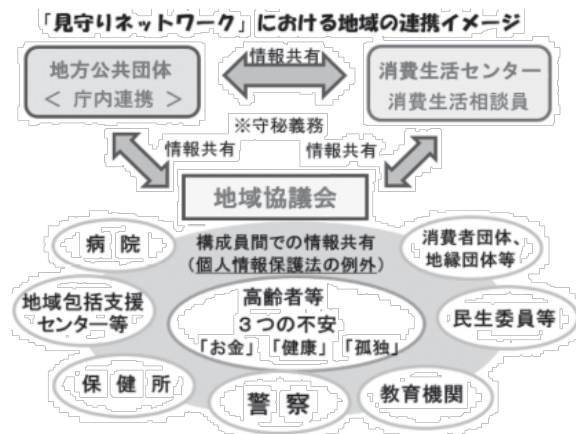 「見守りネットワーク」における地域の連携イメージ
地方公共団体
＜ 庁内連携 ＞
情報共有
消費生活センター
消費生活相談員
※守秘義務
情報共有
情報共有
地域協議会
構成員間での情報共有
（個人情報保護法の例外）
病 院
消費者団体、
地縁団体等
地域包括支援
センター等
高齢者等
３つの不安
「お金」「健康」「孤独」
民生委員等
保 健 所
警 察
教育機関